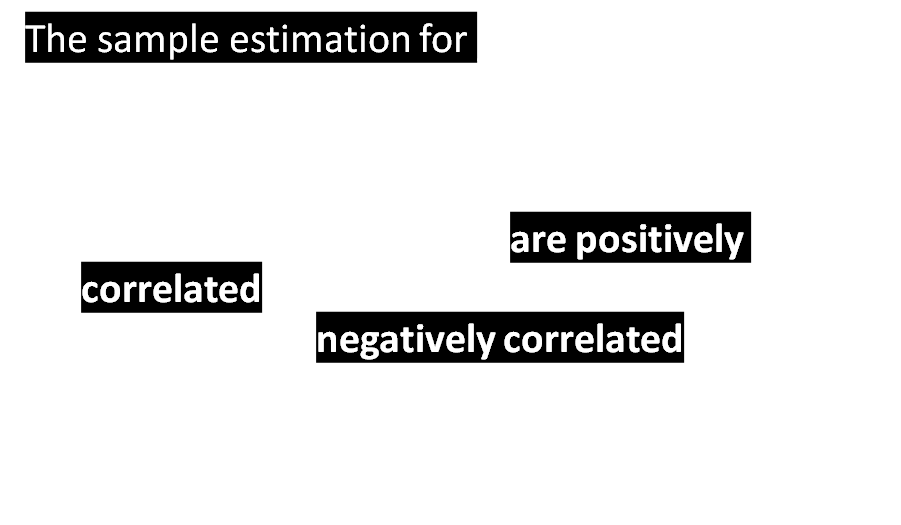 The sample estimation for
are positively
correlated
negatively correlated